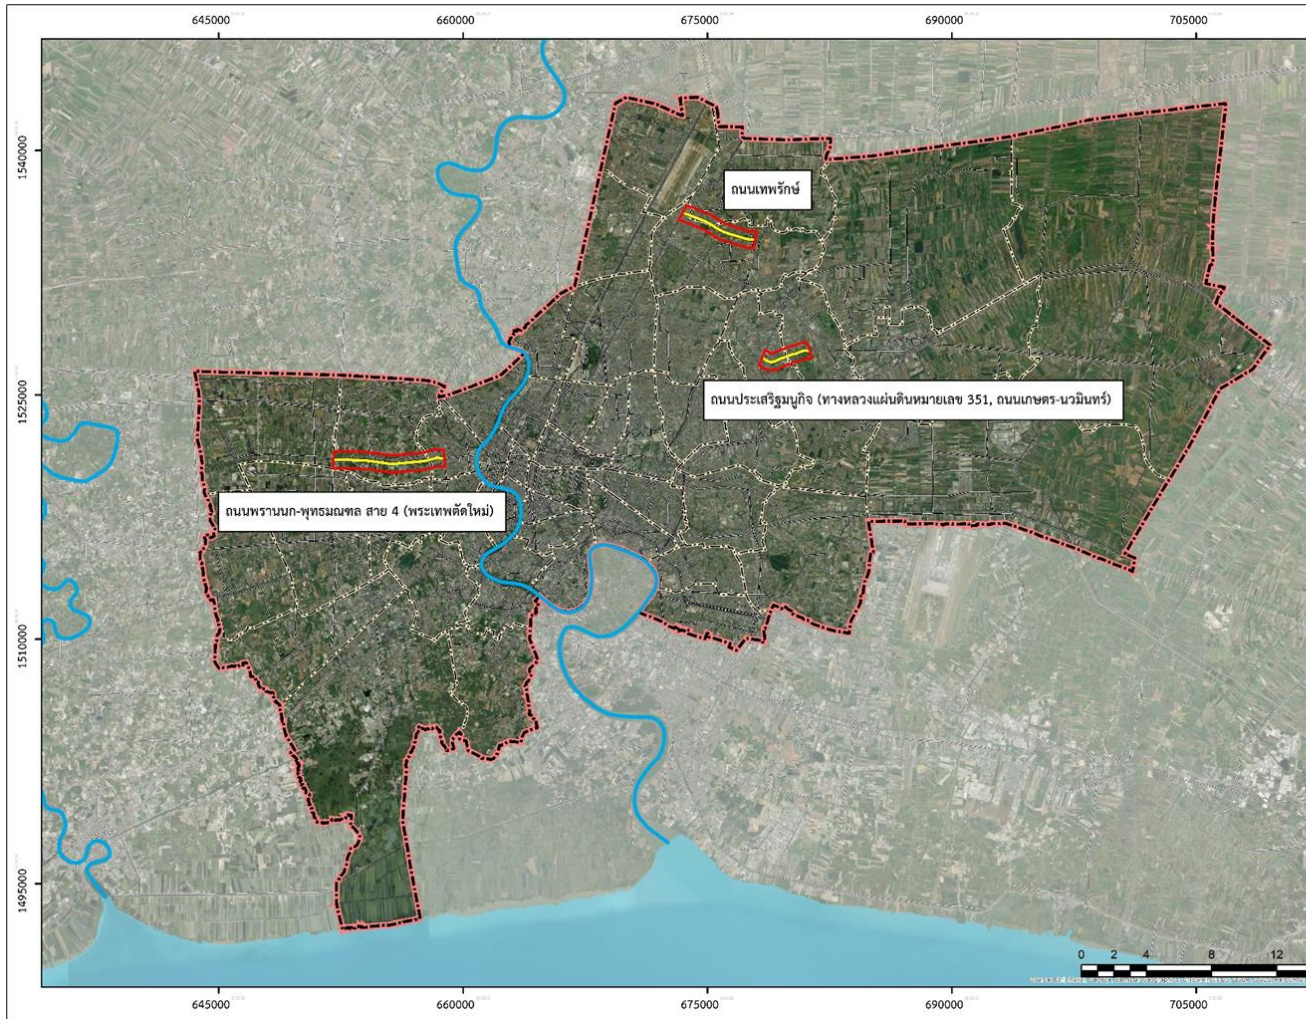 645000 660000 675000 690000 705000
1540000
ถนนเทพรักษ์
1525000
ถนนประเสริฐมนูกิจ (ทางหลวงแผ่นดินหมายเลข 351, ถนนเกษตร-นวมินทร์)
ถนนพรานนก-พุทธมณฑล สาย 4 (พระเทพตัดใหม่)
1510000
1495000
0 2 4 8 12
645000 660000 675000 690000 705000